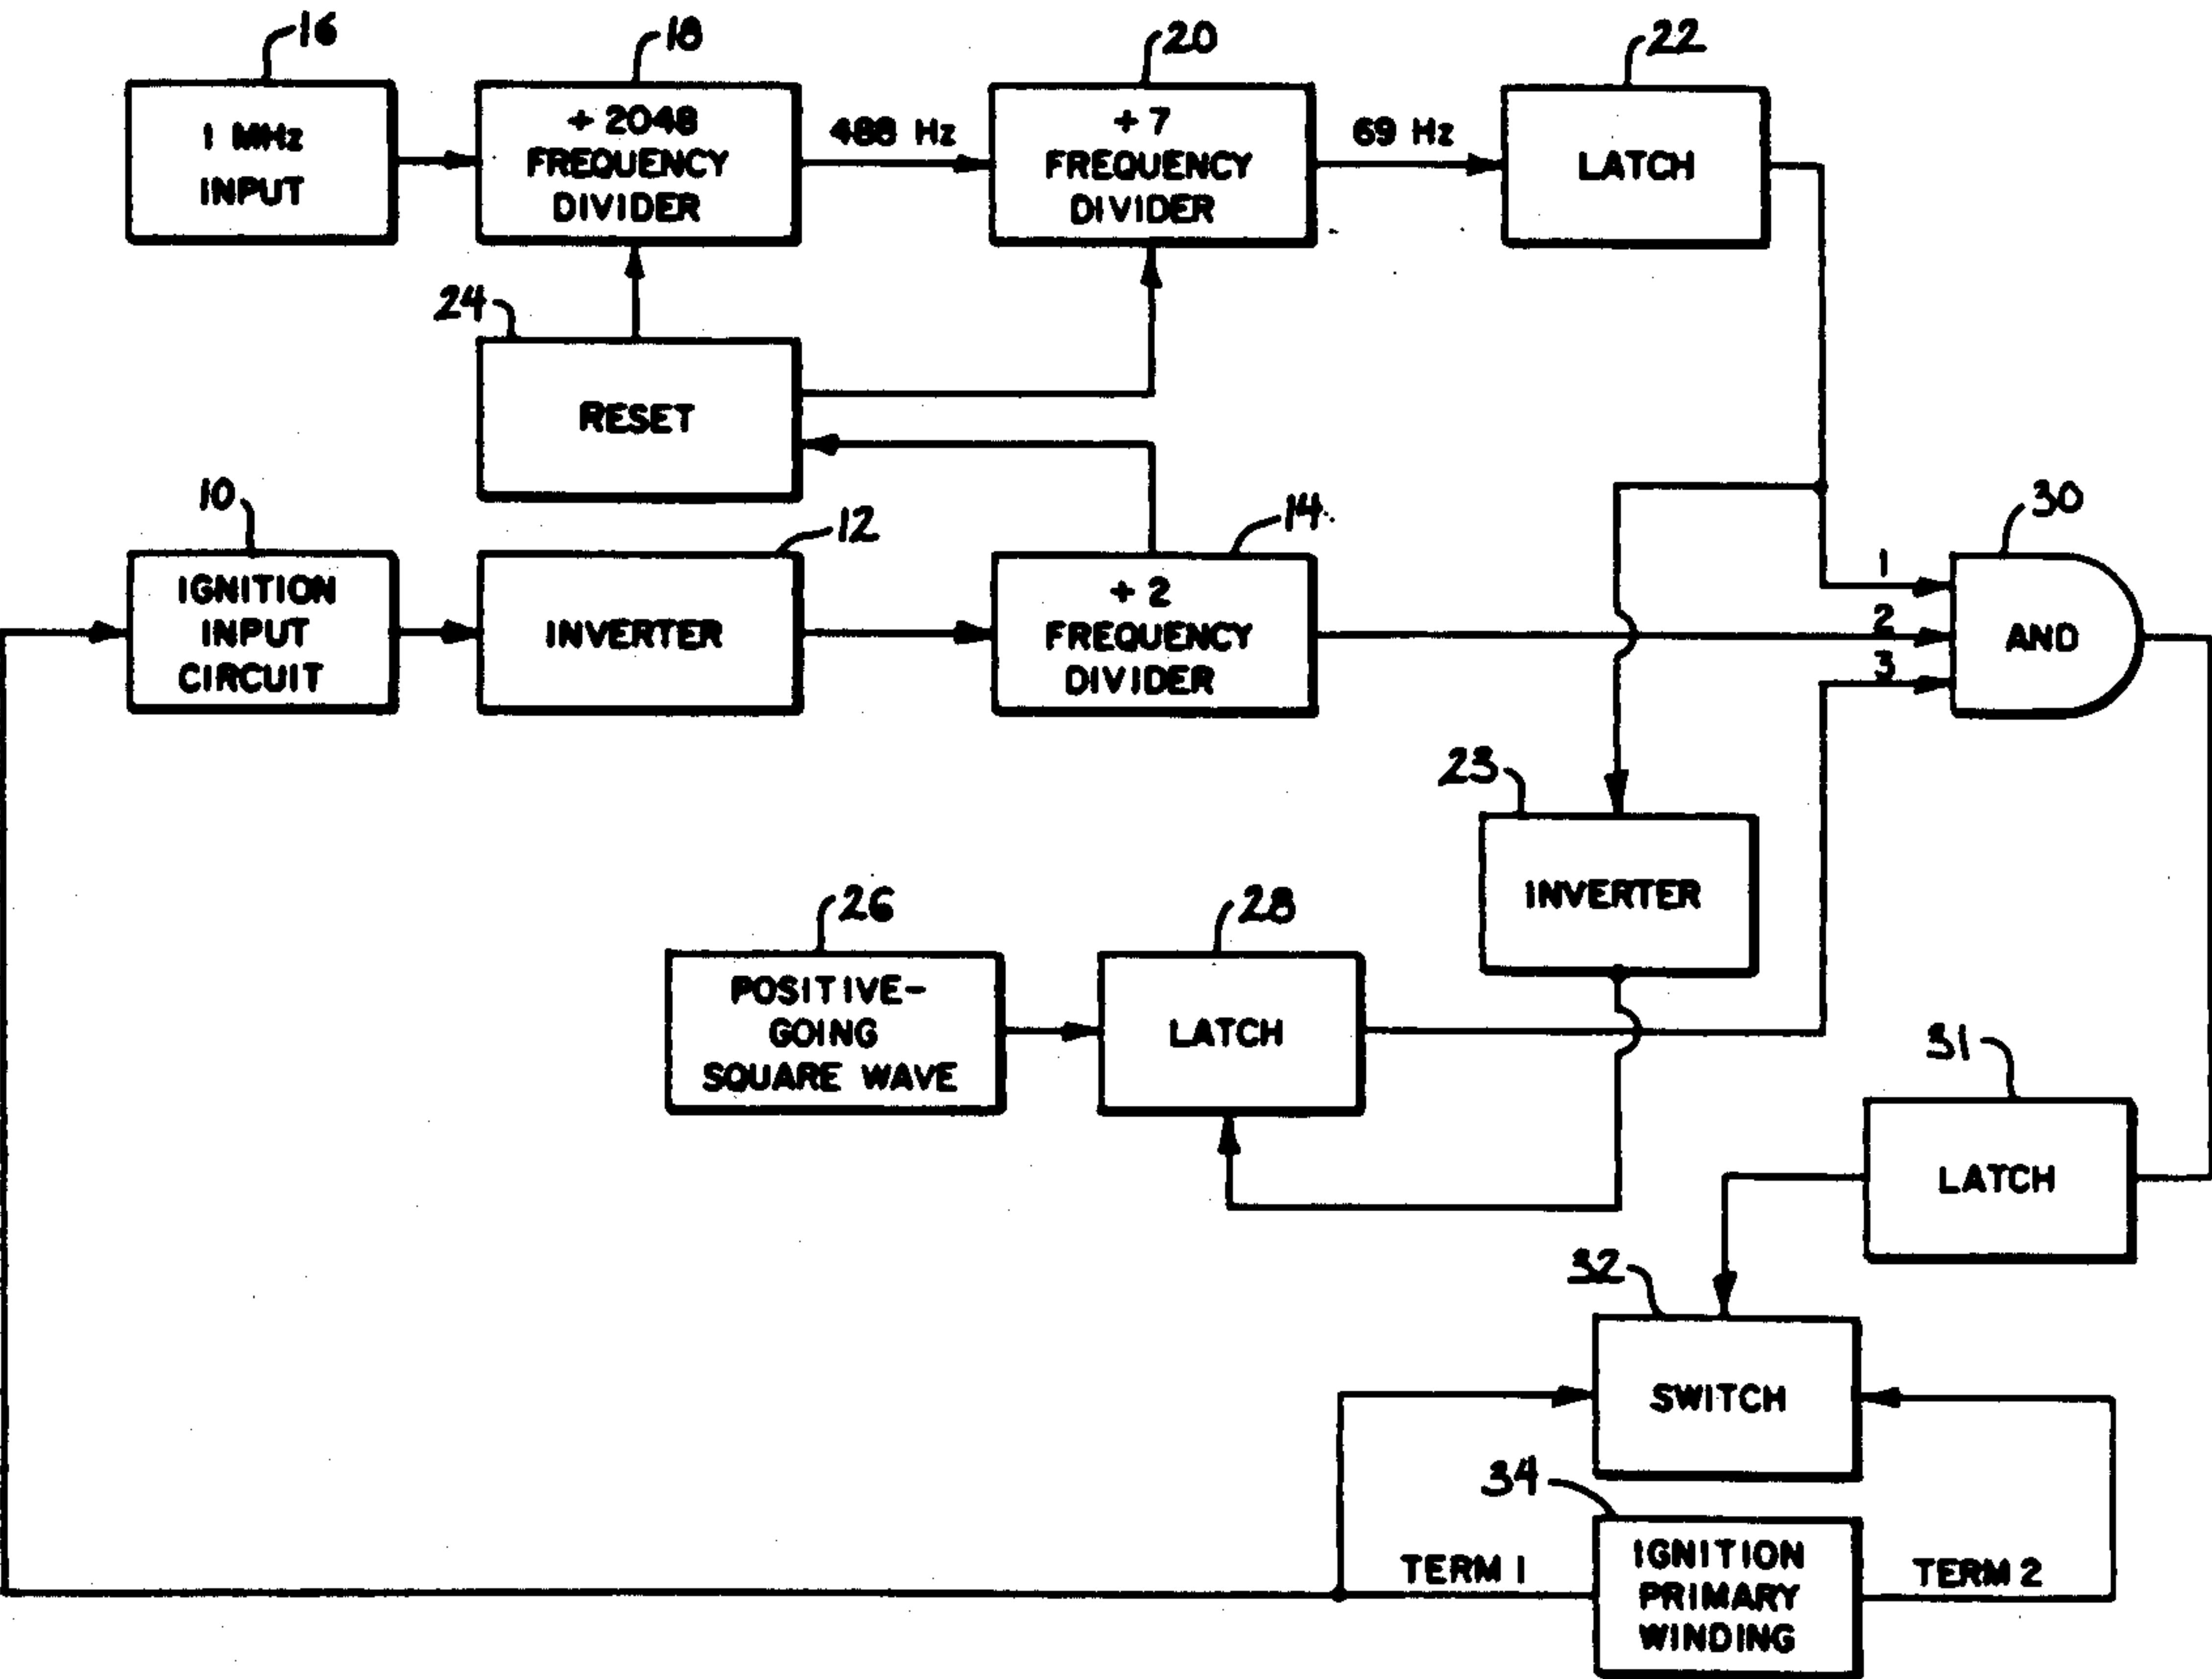 16
18
20
22
1 MHz
INPUT
÷ 2048
FREQUENCY
DIVIDER
488 Hz
÷ 7
FREQUENCY
DIVIDER
69 Hz
LATCH
24
RESET
10
12
14
30
IGNITION
INPUT
CIRCUIT
INVERTER
÷ 2
FREQUENCY
DIVIDER
1
2
3
AND
23
INVERTER
26
28
POSITIVE-
GOING
SQUARE WAVE
LATCH
31
LATCH
32
SWITCH
34
TERM 1
IGNITION
PRIMARY
WINDING
TERM 2